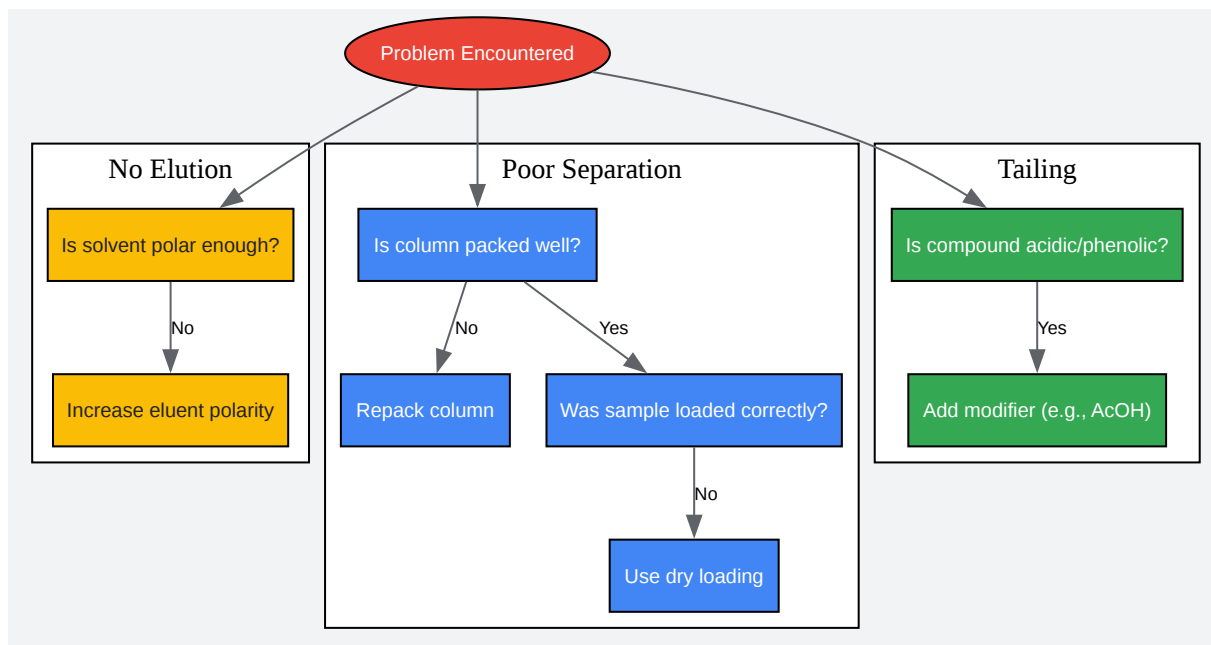 Problem Encountered
No Elution
Is solvent polar enough?
No
Increase eluent polarity
Poor Separation
Is column packed well?
No
Yes
Repack column
Was sample loaded correctly?
No
Use dry loading
Tailing
Is compound acidic/phenolic?
Yes
Add modifier (e.g., AcOH)